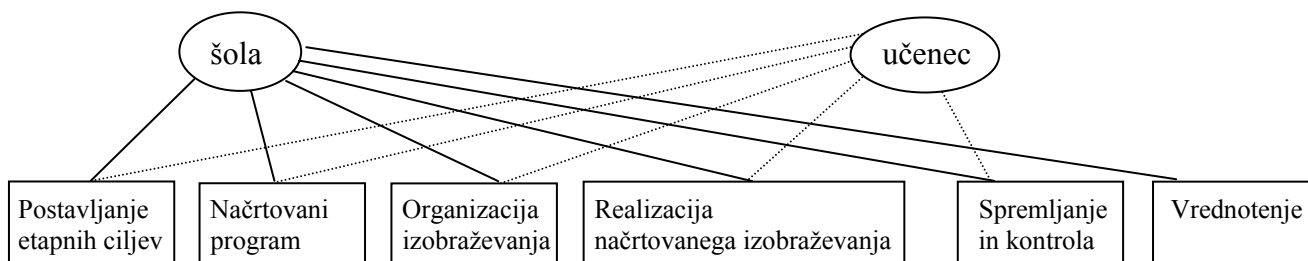 šola
učenec
Postavljanje
etapnih ciljev
Načrtovani
program
Organizacija
izobraževanja
Realizacija
načrtovanega izobraževanja
Spremljanje
in kontrola
Vrednotenje